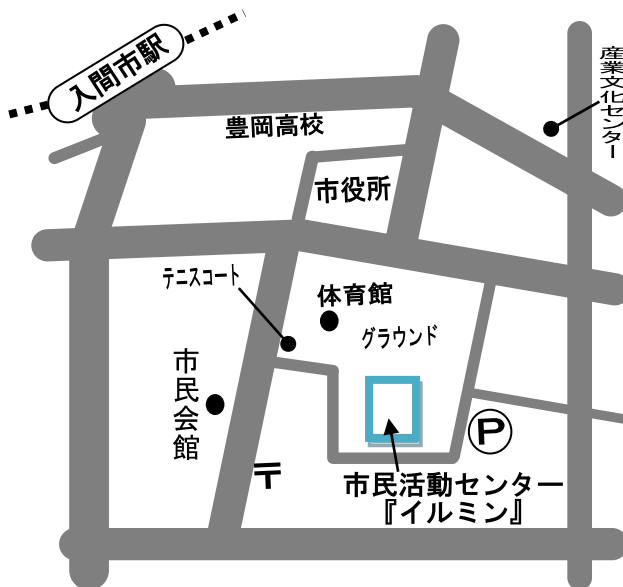 入間市駅
産業文化センター
豊岡高校
市役所
テニスコート
体育館
グラウンド
市民会館
P
〒
市民活動センター
『イルミン』